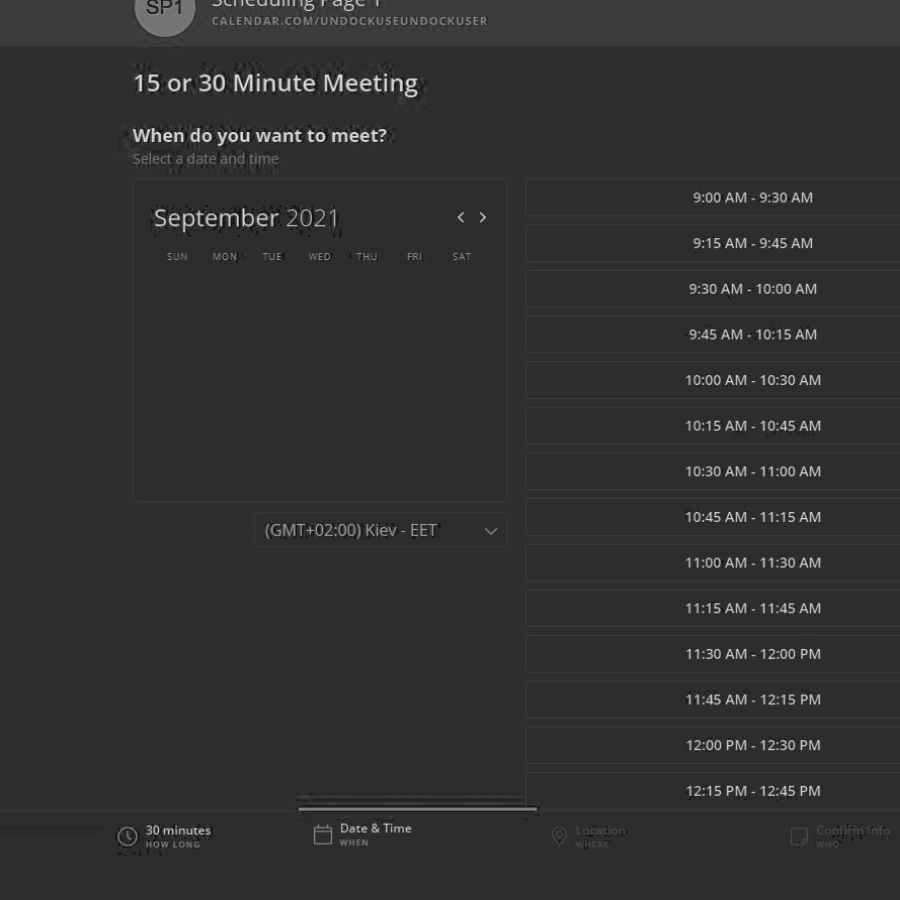 SP1
Scheduling Page 1
CALENDAR.COM/UNDOCKUSEUNDOCKUSER
15 or 30 Minute Meeting
When do you want to meet?
Select a date and time
September 2021
SUN MON TUE WED THU FRI SAT
(GMT+02:00) Kiev - EET
9:00 AM - 9:30 AM
9:15 AM - 9:45 AM
9:30 AM - 10:00 AM
9:45 AM - 10:15 AM
10:00 AM - 10:30 AM
10:15 AM - 10:45 AM
10:30 AM - 11:00 AM
10:45 AM - 11:15 AM
11:00 AM - 11:30 AM
11:15 AM - 11:45 AM
11:30 AM - 12:00 PM
11:45 AM - 12:15 PM
12:00 PM - 12:30 PM
12:15 PM - 12:45 PM
30 minutes
HOW LONG
Date & Time
WHEN
Location
WHERE
Confirm Info
WHO